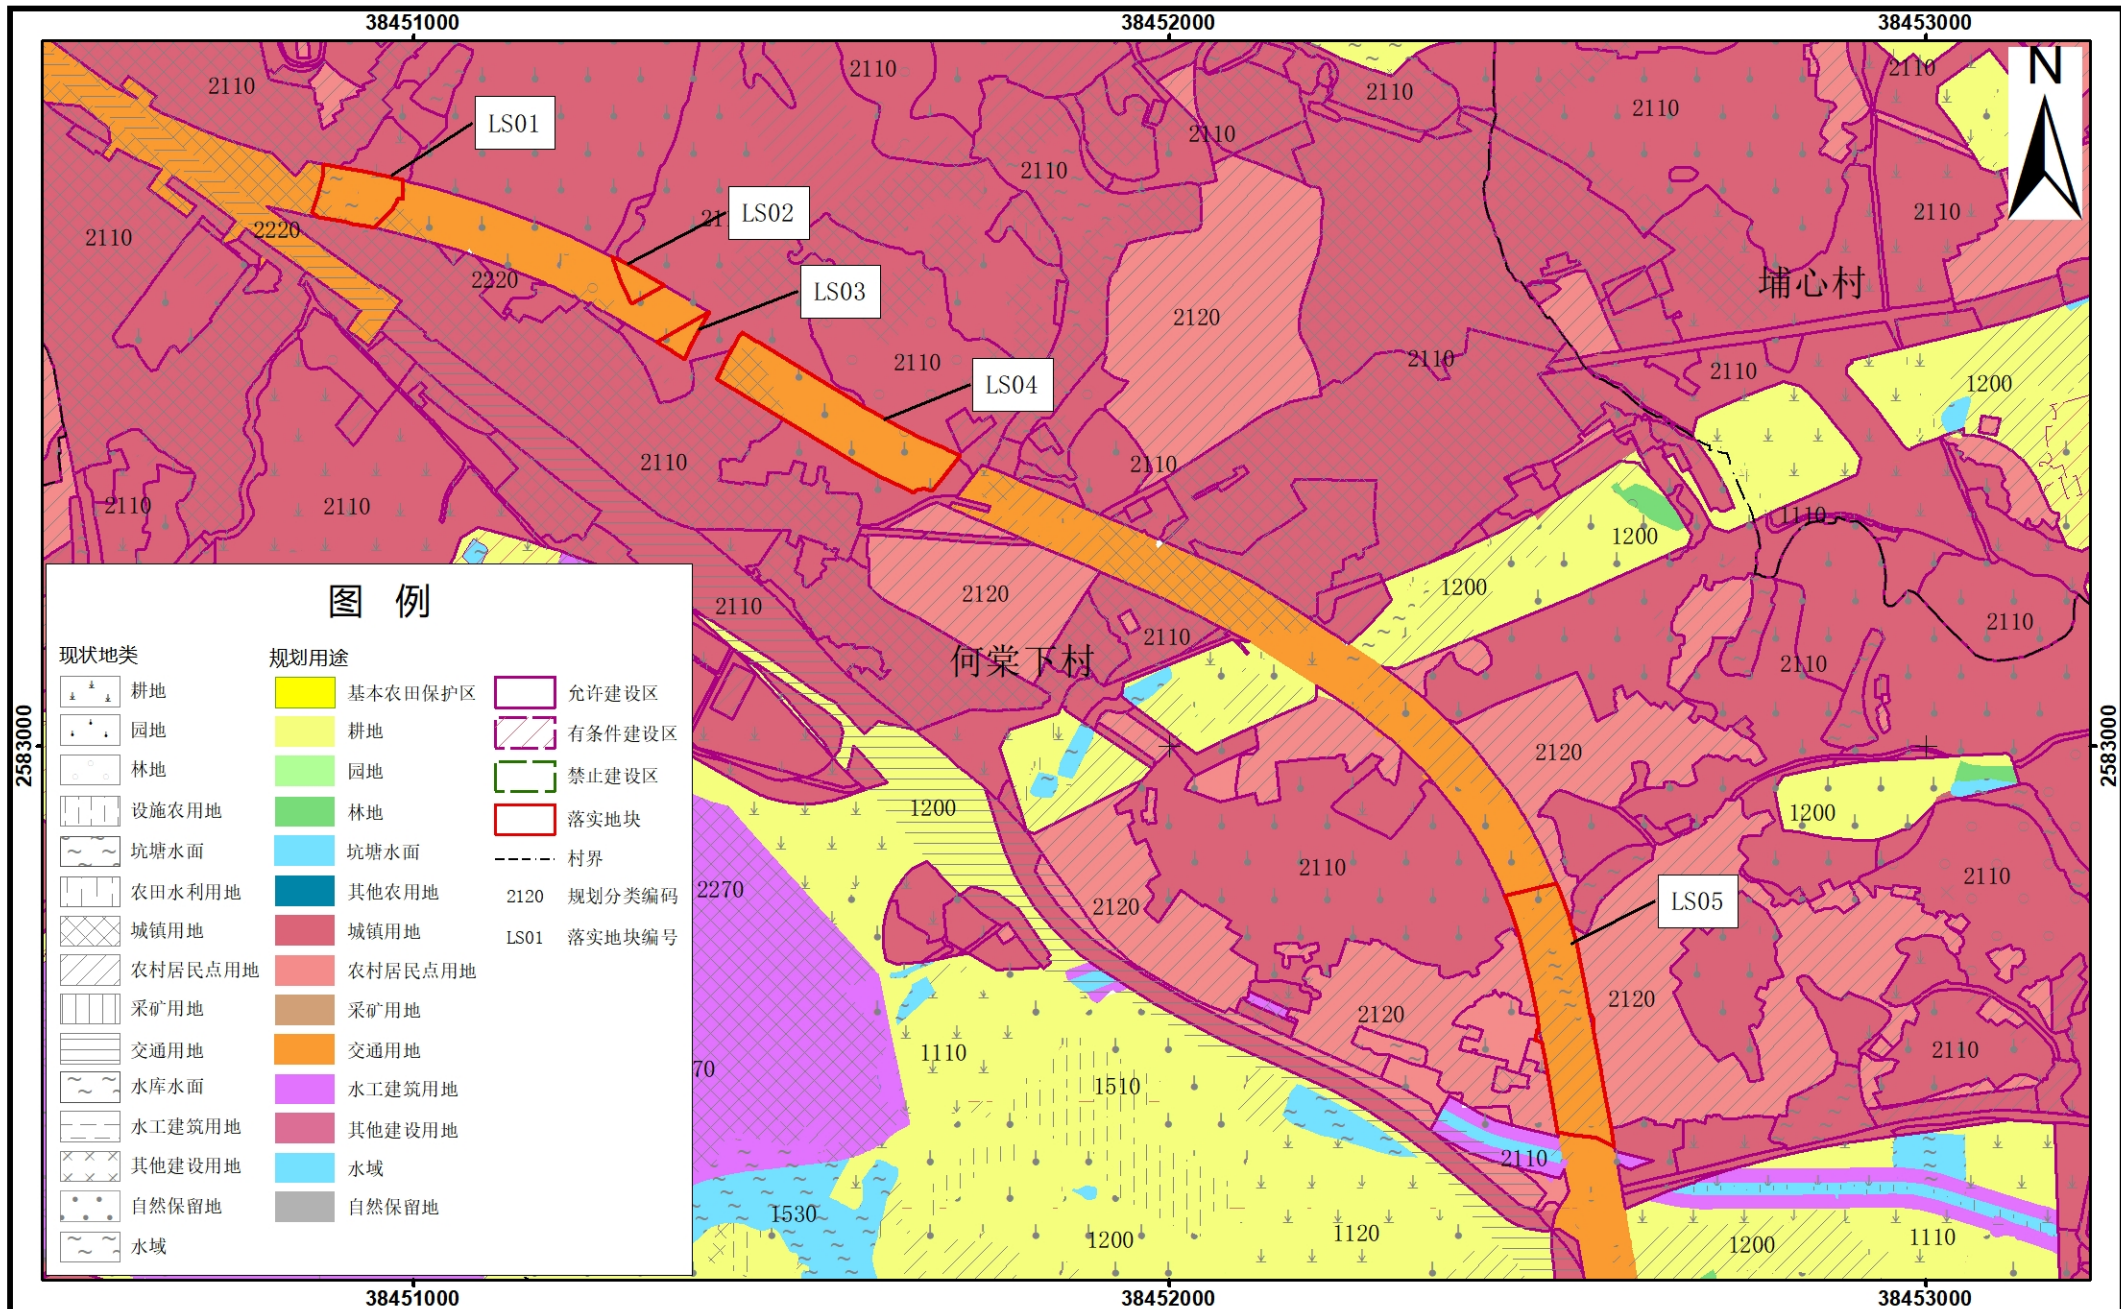 38451000 38452000 38453000
N
2110 2110 2110 2110 2110
LS01
2110
2110
LS02
2110
2110 2220 2220
埔心村
LS03
2120
2110 2110 2110
LS04
1200
2110 2110
2110 2110
1110
1200
1200
2120
2110
2110
2110
何棠下村
2110
2583000 2583000
2120
1200 1200
2110 2110
2270
2120
LS05
2120 2120
70
1110
2110
1510
2110
1530
1200 1120 1200 1110
图 例
现状地类 规划用途
耕地 基本农田保护区 允许建设区
园地 耕地 有条件建设区
林地 园地 禁止建设区
设施农用地 林地 落实地块
坑塘水面 坑塘水面 村界
农田水利用地 其他农用地 2120 规划分类编码
城镇用地 城镇用地 LS01 落实地块编号
农村居民点用地 农村居民点用地
采矿用地 采矿用地
交通用地 交通用地
水库水面 水工建筑用地
水工建筑用地 其他建设用地
其他建设用地 水域
自然保留地 自然保留地
水域
38451000 38452000 38453000